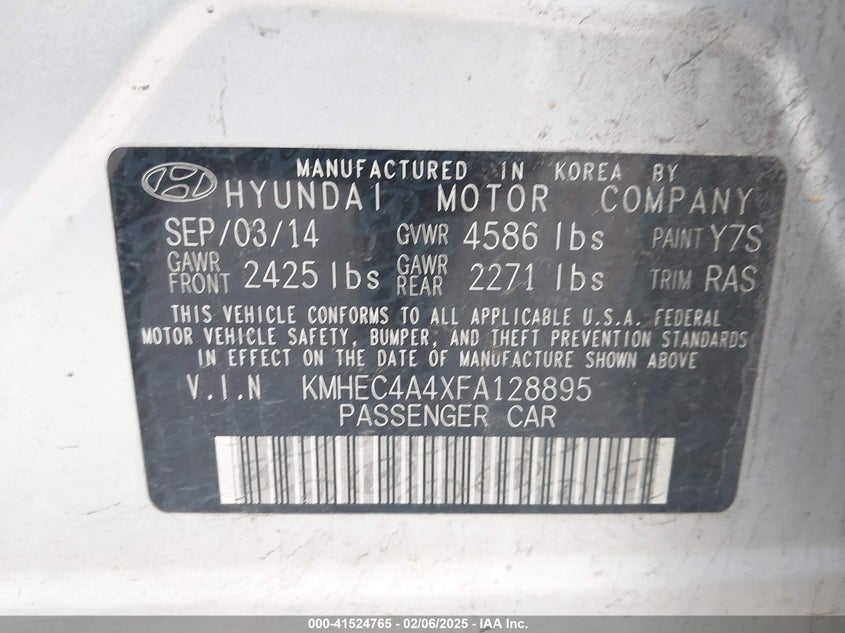 MANUFACTURED IN KOREA BY
HYUNDAI MOTOR COMPANY
SEP/03/14 GVWR 4586 lbs PAINT Y7S
GAWR FRONT 2425 lbs GAWR REAR 2271 lbs TRIM RAS
THIS VEHICLE CONFORMS TO ALL APPLICABLE U.S.A. FEDERAL
MOTOR VEHICLE SAFETY, BUMPER, AND THEFT PREVENTION STANDARDS
IN EFFECT ON THE DATE OF MANUFACTURE SHOWN ABOVE
V.I.N KMHEC4A4XFA128895
PASSENGER CAR
000-41524765 - 02/06/2025 - IAA Inc.